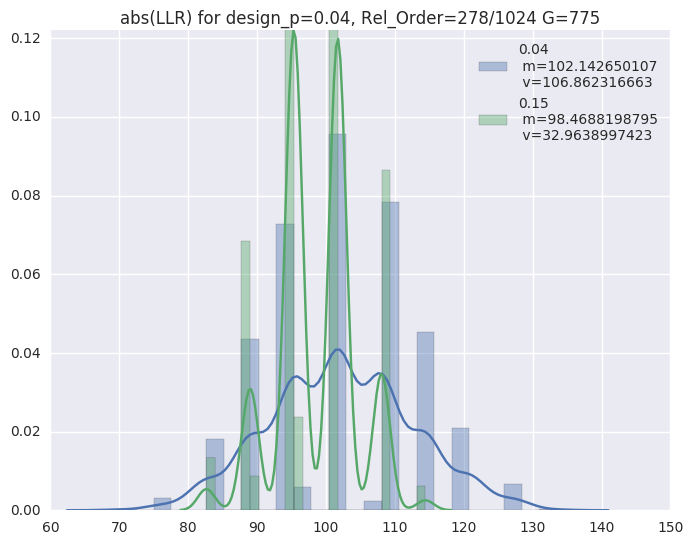 abs(LLR) for design_p=0.04, Rel_Order=278/1024 G=775
0.12
0.10
0.08
0.06
0.04
0.02
0.00
60 70 80 90 100 110 120 130 140 150
0.04
m=102.142650107
v=106.862316663
0.15
m=98.4688198795
v=32.9638997423